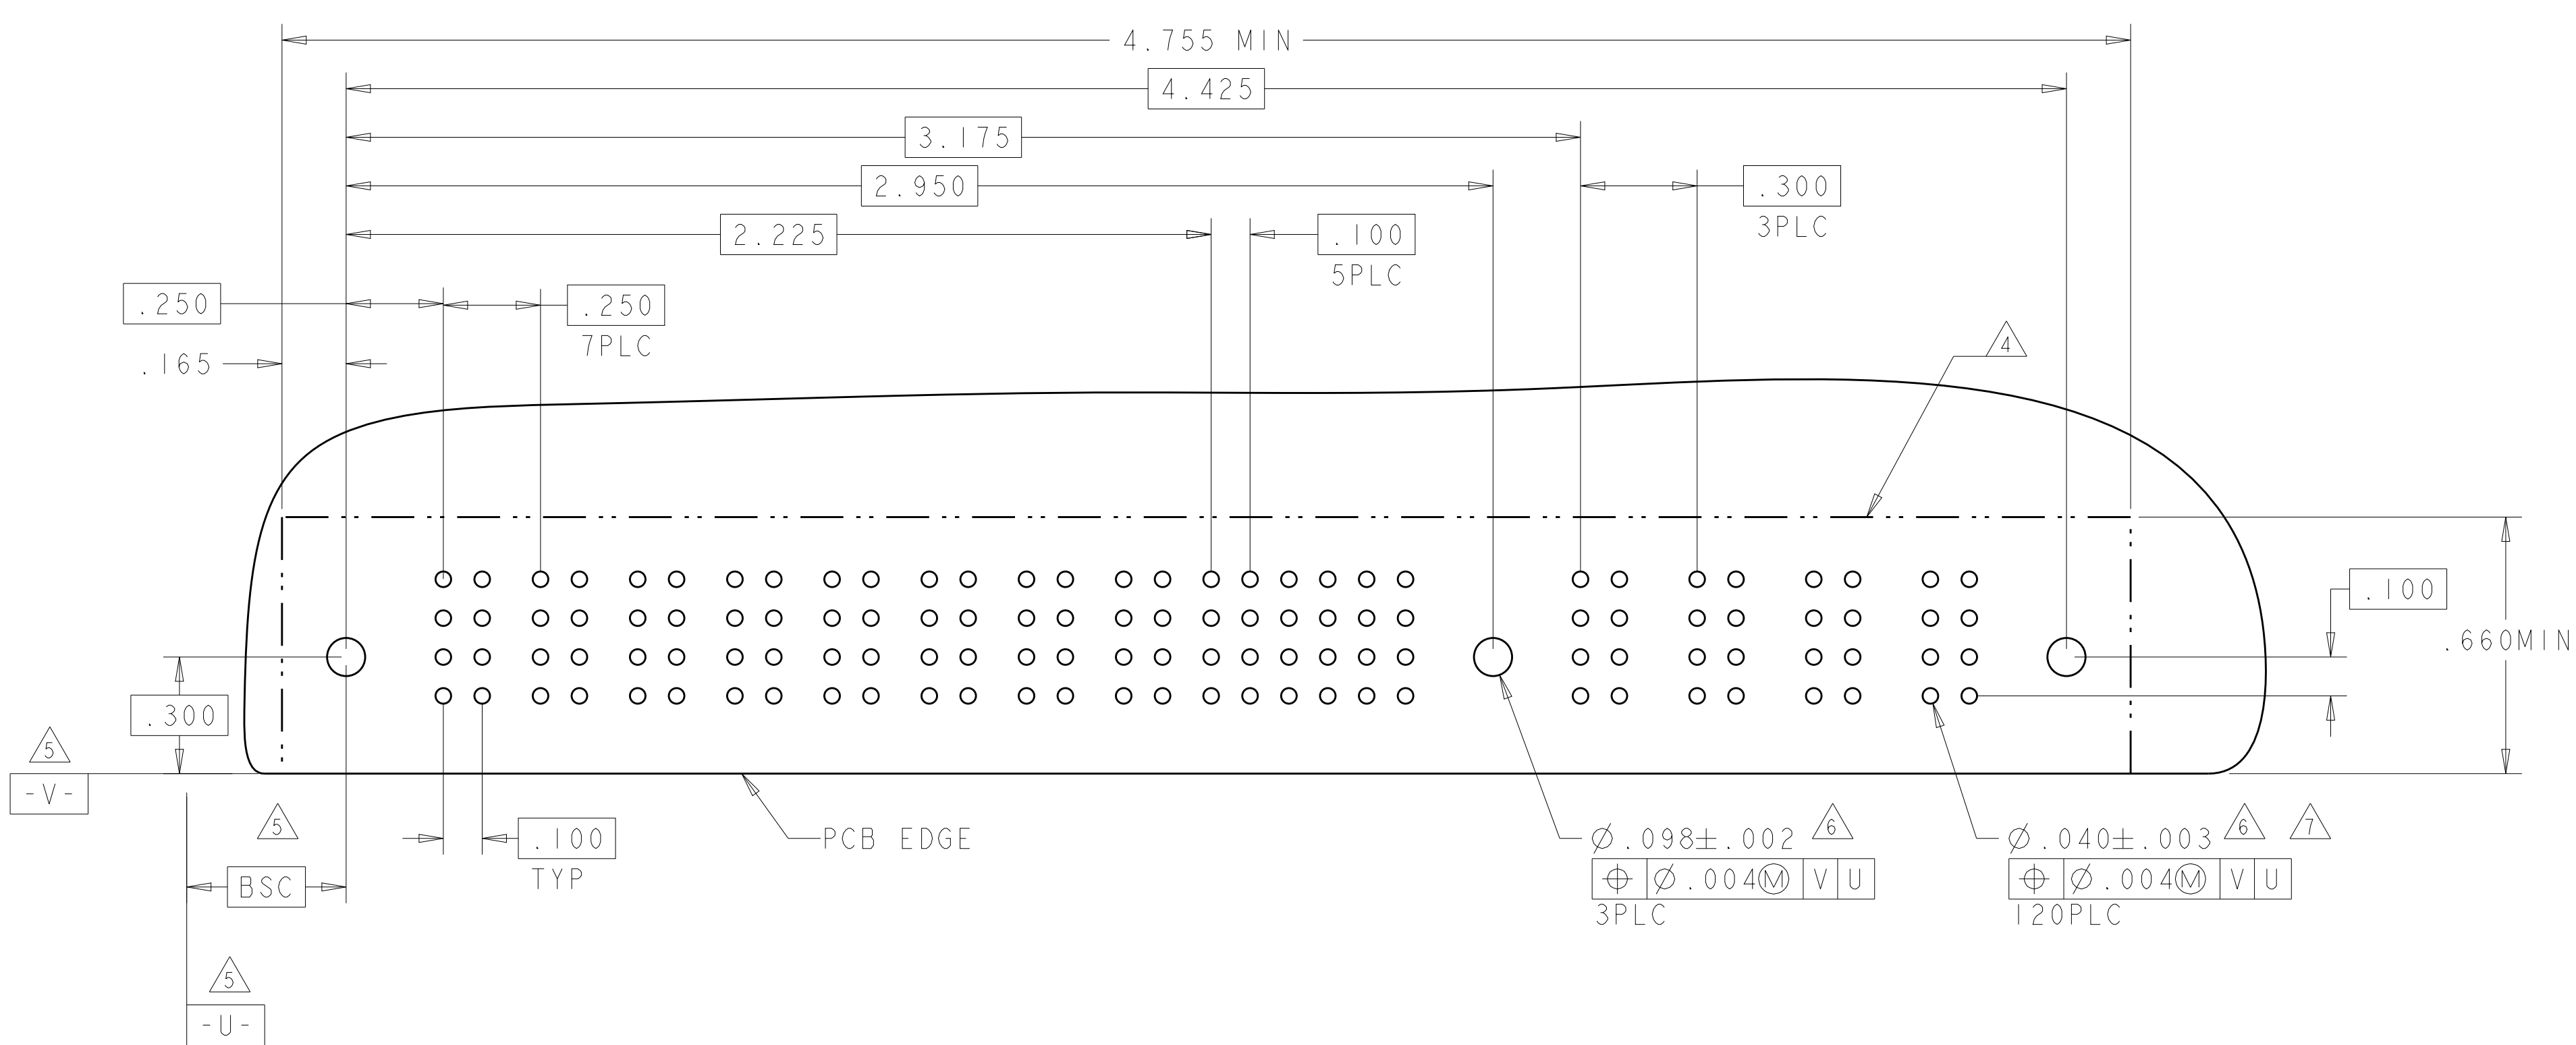 4.755 MIN
4.425
3.175
2.950
.300
3PLC
2.225
.100
5PLC
.250
.250
7PLC
.165
4
.100
.660MIN
.300
5
-V-
5
BSC
.100
TYP
PCB EDGE
Ø.098±.002 6
⌖ Ø.004Ⓜ V U
3PLC
Ø.040±.003 6 7
⌖ Ø.004Ⓜ V U
120PLC
5
-U-